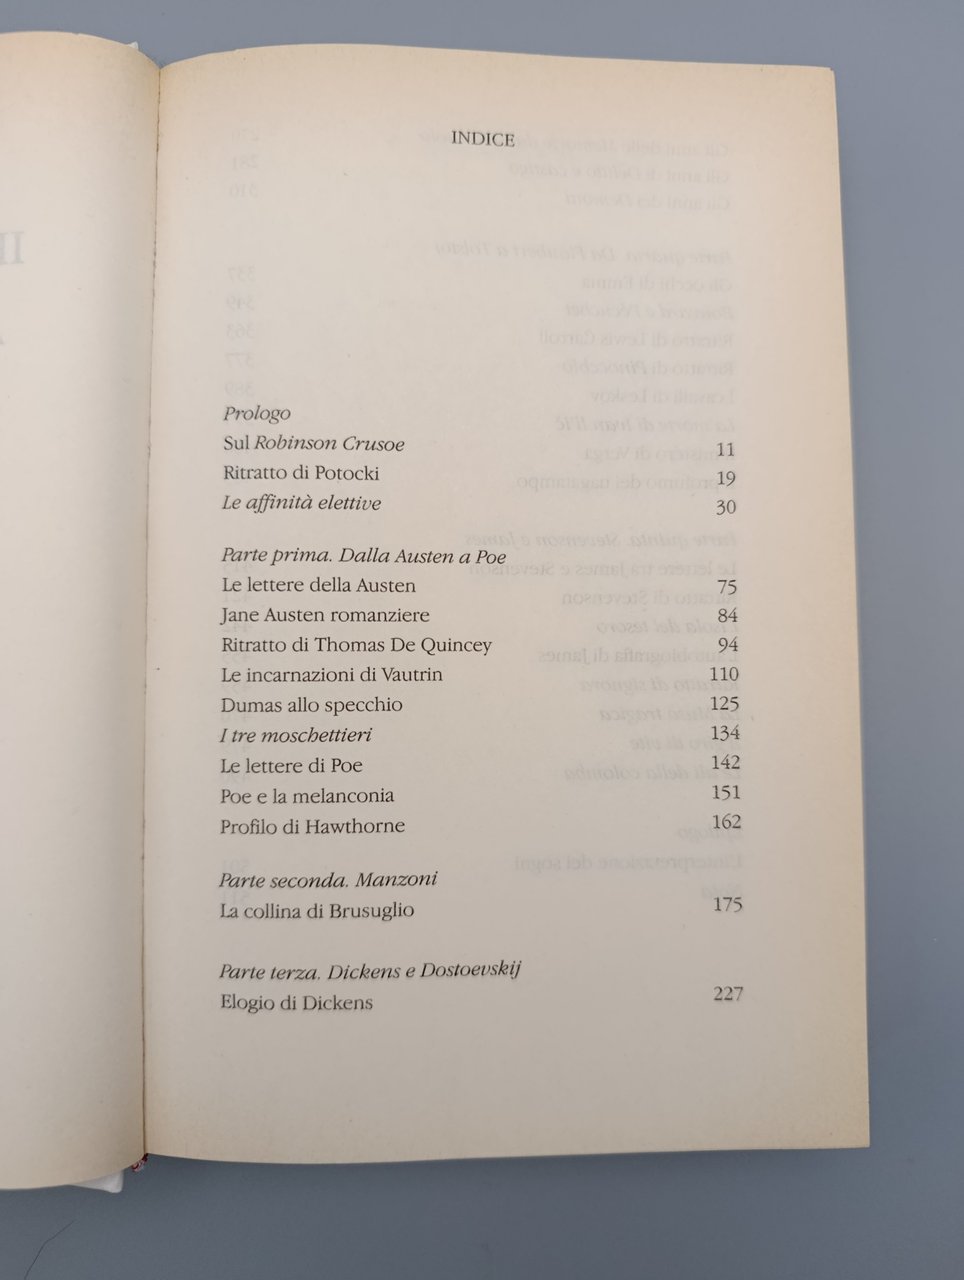 INDICE
Prologo
Sul Robinson Crusoe 11
Ritratto di Potocki 19
Le affinità elettive 30
Parte prima. Dalla Austen a Poe
Le lettere della Austen 75
Jane Austen romanziere 84
Ritratto di Thomas De Quincey 94
Le incarnazioni di Vautrin 110
Dumas allo specchio 125
I tre moschettieri 134
Le lettere di Poe 142
Poe e la melanconia 151
Profilo di Hawthorne 162
Parte seconda. Manzoni
La collina di Brusuglio 175
Parte terza. Dickens e Dostoevskij
Elogio di Dickens 227